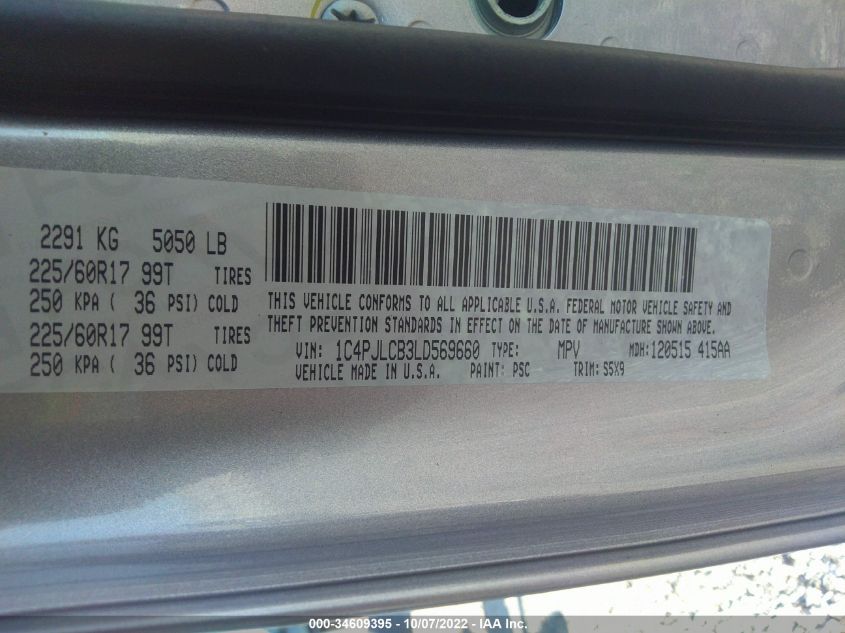 2291 KG 5050 LB
225/60R17 99T TIRES
250 KPA ( 36 PSI) COLD
225/60R17 99T TIRES
250 KPA ( 36 PSI) COLD
THIS VEHICLE CONFORMS TO ALL APPLICABLE U.S.A. FEDERAL MOTOR VEHICLE SAFETY AND
THEFT PREVENTION STANDARDS IN EFFECT ON THE DATE OF MANUFACTURE SHOWN ABOVE.
VIN: 1C4PJLCB3LD569660 TYPE: MPV MDH: 120515 415AA
VEHICLE MADE IN U.S.A. PAINT: PSC TRIM: S5X9
000-34609395 - 10/07/2022 - IAA Inc.